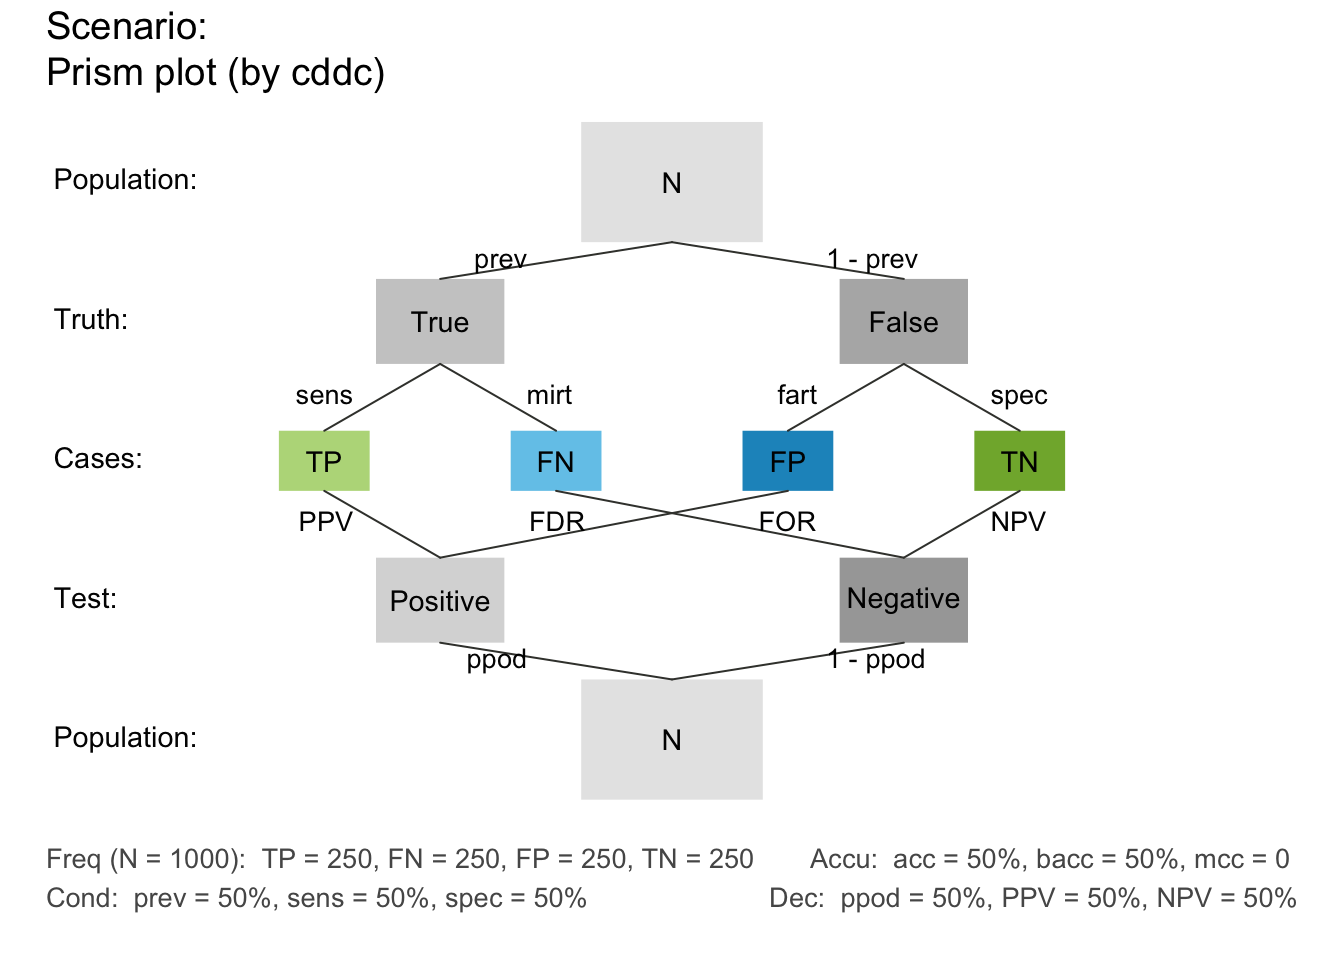 Scenario:
Prism plot (by cddc)
Population:
N
prev
1 - prev
Truth:
True
False
sens
mirt
fart
spec
Cases:
TP
FN
FP
TN
PPV
FDR
FOR
NPV
Test:
Positive
Negative
ppod
1 - ppod
Population:
N
Freq (N = 1000):  TP = 250, FN = 250, FP = 250, TN = 250
Accu:  acc = 50%, bacc = 50%, mcc = 0
Cond:  prev = 50%, sens = 50%, spec = 50%
Dec:  ppod = 50%, PPV = 50%, NPV = 50%